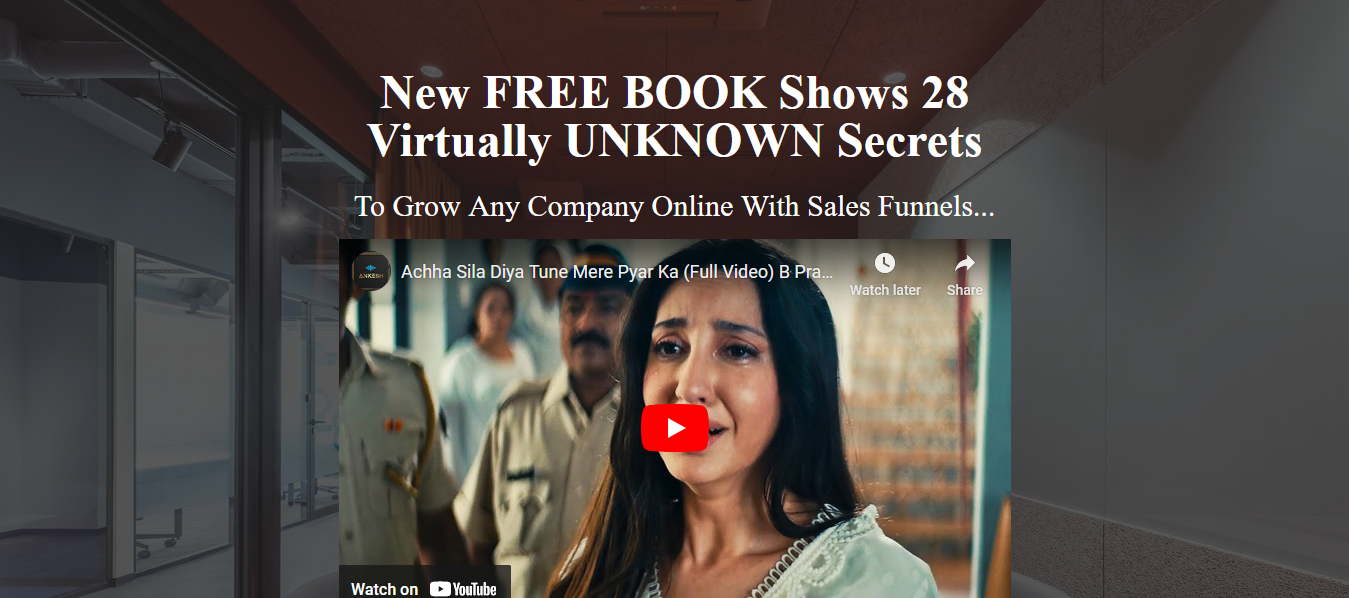 New FREE BOOK Shows 28
Virtually UNKNOWN Secrets
To Grow Any Company Online With Sales Funnels...
ANKESH
Achha Sila Diya Tune Mere Pyar Ka (Full Video) B Pra...
Watch later
Share
Watch on YouTube